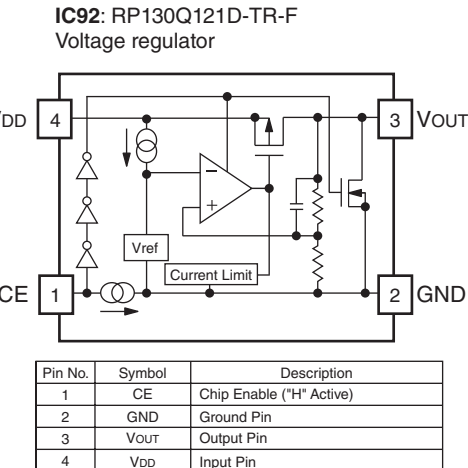 IC92: RP130Q121D-TR-F
Voltage regulator
VDD 4
3 VOUT
−
+
Vref
Current Limit
CE 1
2 GND
Pin No. Symbol Description
1 CE Chip Enable ("H" Active)
2 GND Ground Pin
3 VOUT Output Pin
4 VDD Input Pin